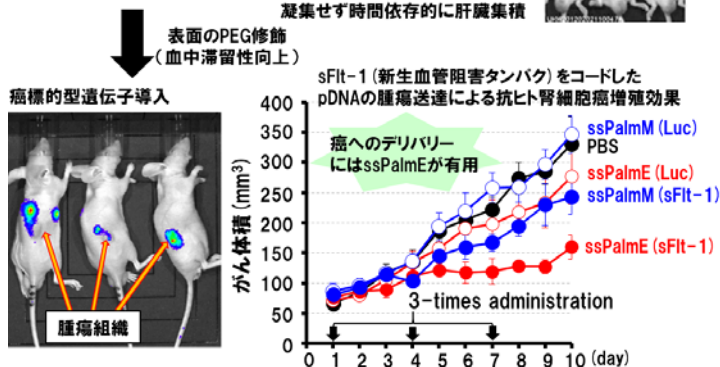 凝集せず時間依存的に肝臓集積
表面のPEG修飾
(血中滞留性向上)
癌標的型遺伝子導入
腫瘍組織
sFlt-1(新生血管阻害タンパク)をコードした
pDNAの腫瘍送達による抗ヒト腎細胞癌増殖効果
がん体積(mm³)
400
350
300
250
200
150
100
50
0
癌へのデリバリー
にはssPalmEが有用
ssPalmM(Luc)
PBS
ssPalmE(Luc)
ssPalmM(sFlt-1)
ssPalmE(sFlt-1)
3-times administration
0 1 2 3 4 5 6 7 8 9 10 (day)